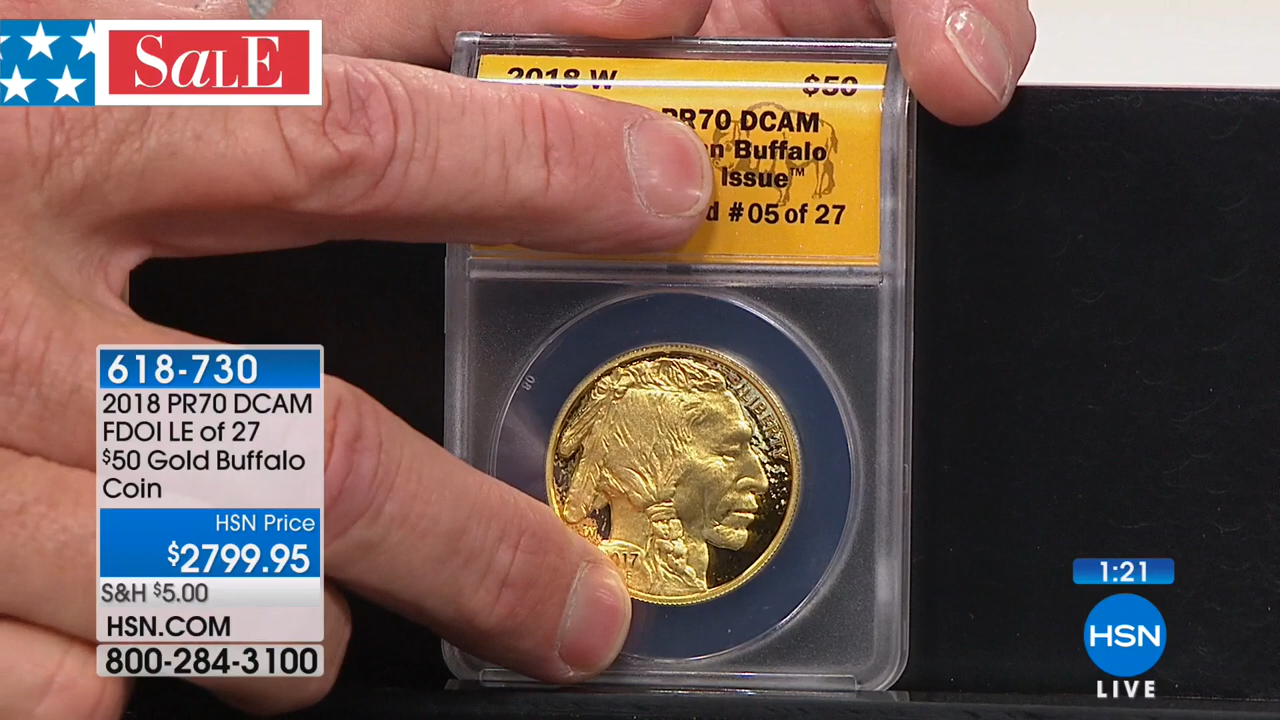 SALE
2018-W $50
PR70 DCAM
n Buffalo
Issue™
d #05 of 27
LIBERTY
08
2017
618-730
2018 PR70 DCAM
FDOI LE of 27
$50 Gold Buffalo
Coin
HSN Price
$2799.95
S&H $5.00
HSN.COM
800-284-3100
1:21
HSN
LIVE